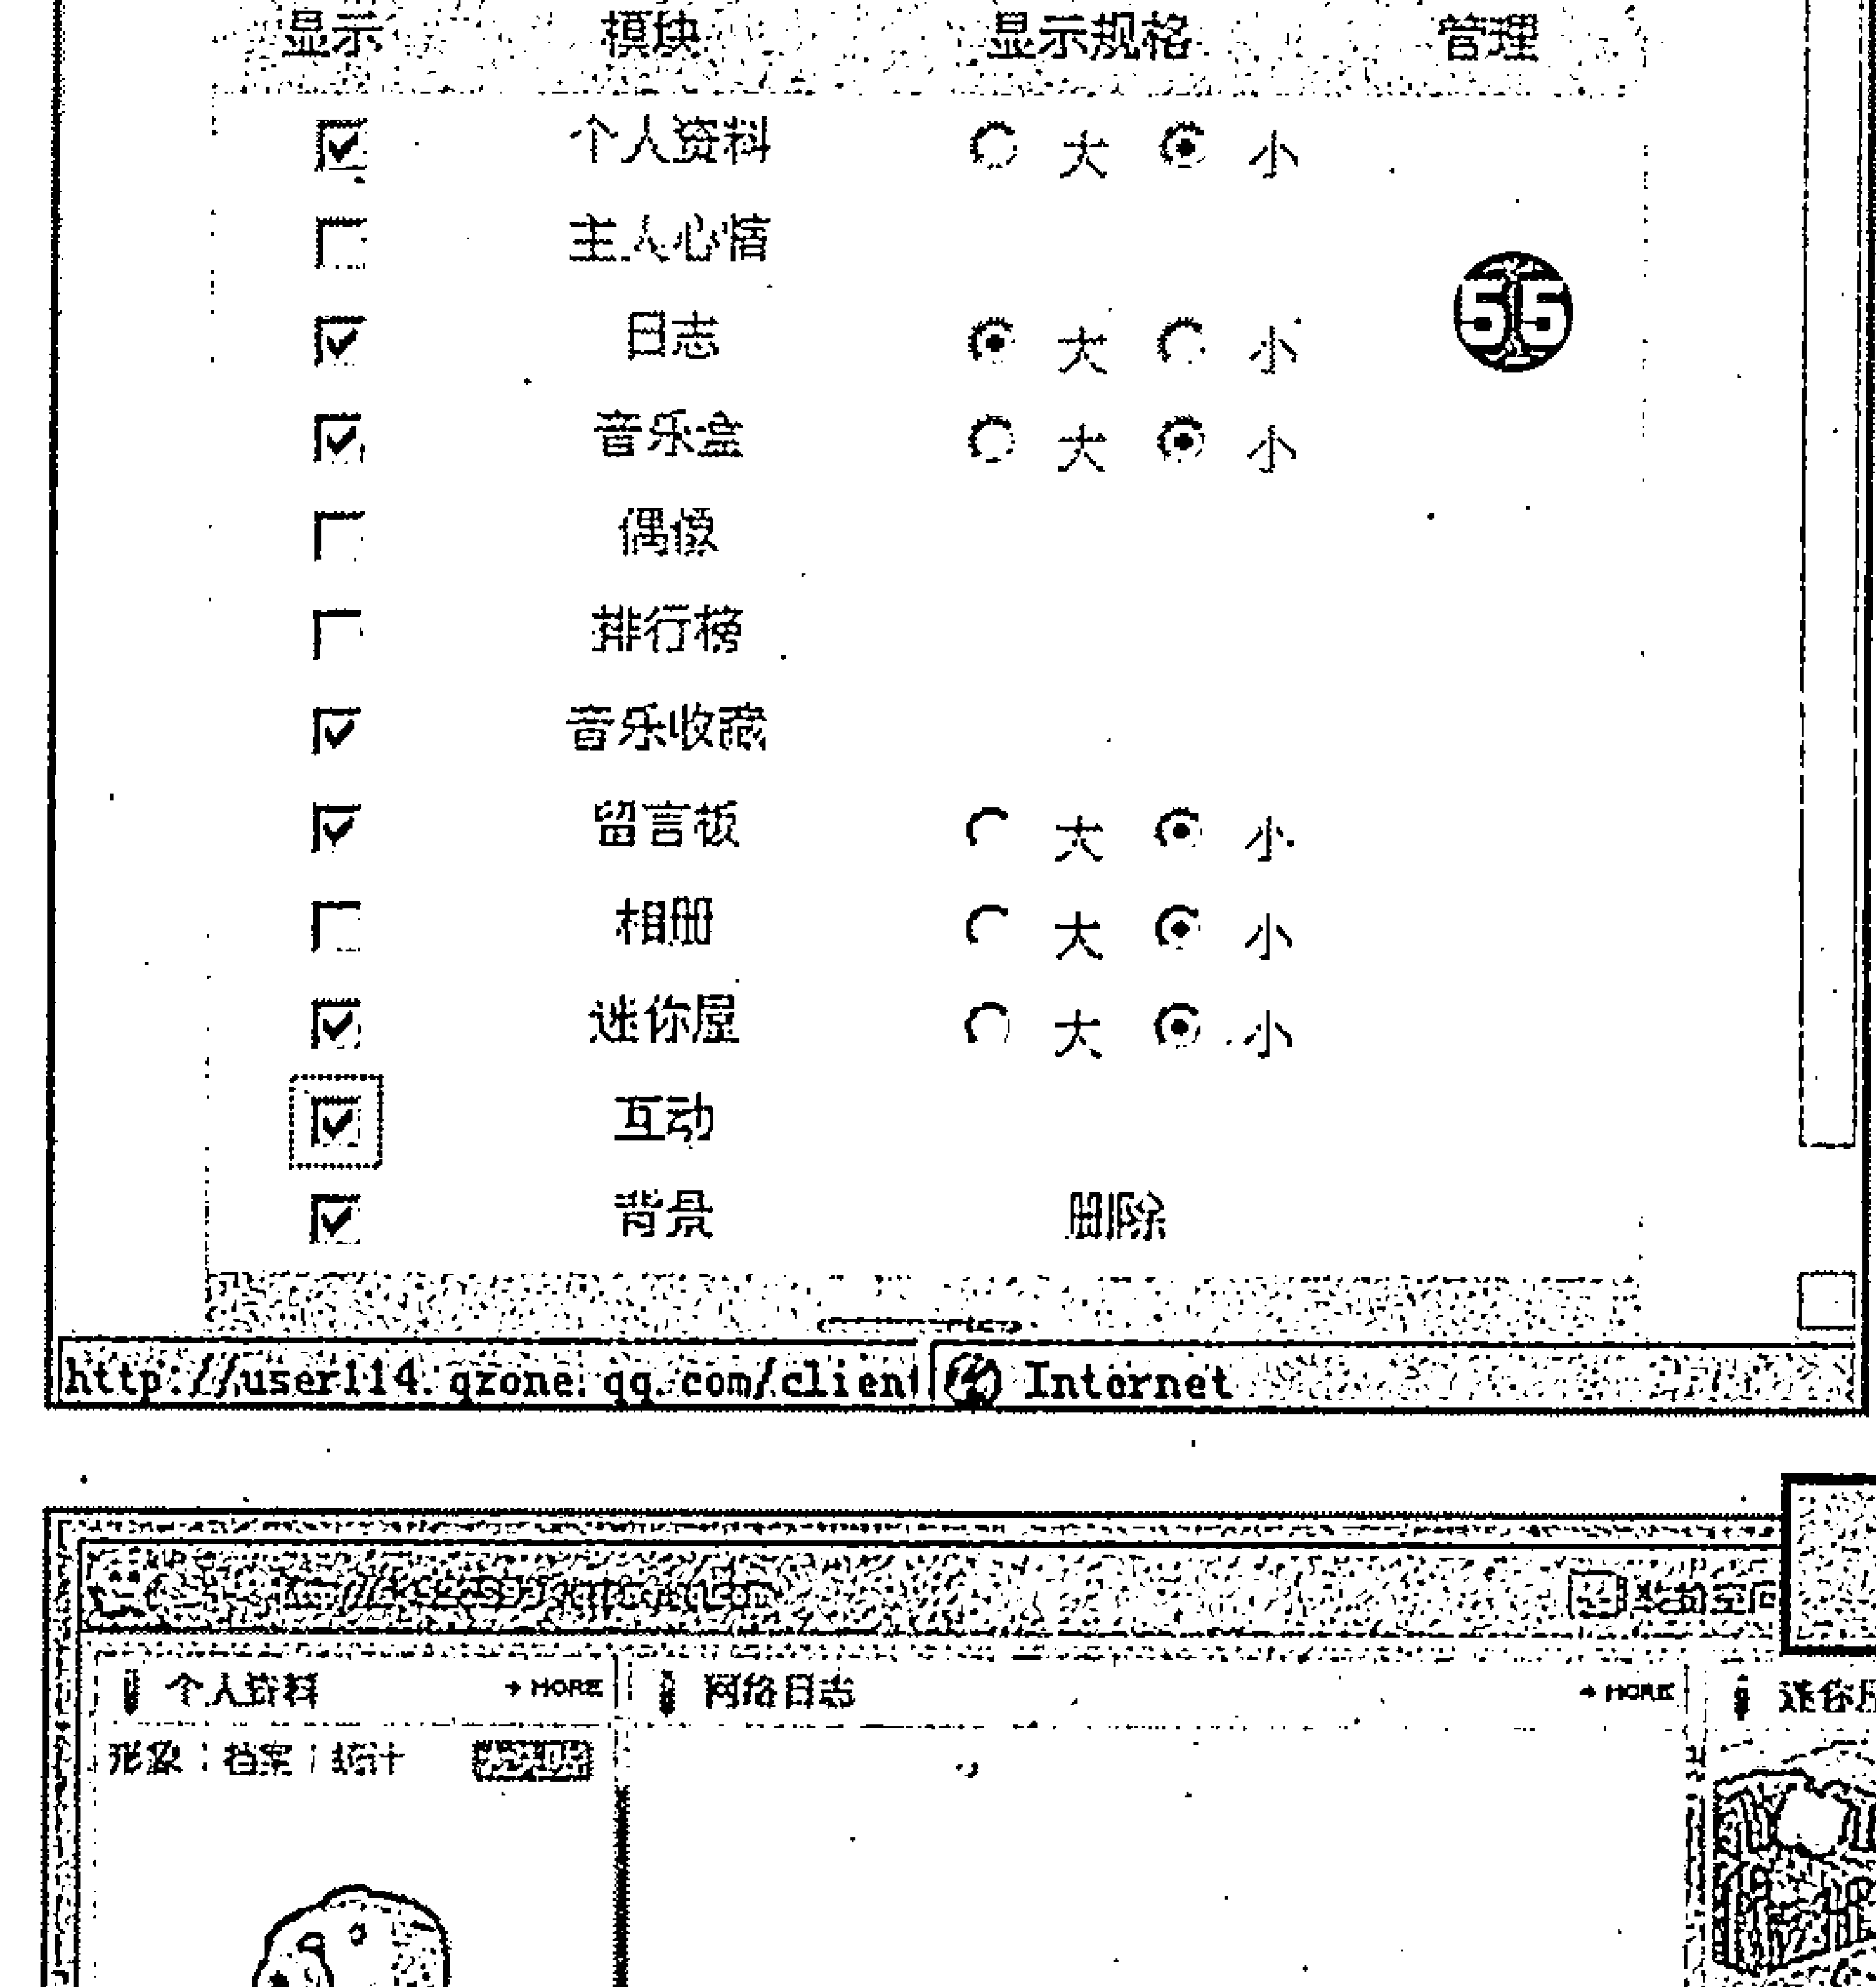 显示 模块 显示规格 管理
个人资料 大 小
主人心情
55
日志 大 小
音乐盒 大 小
偶像
排行榜
音乐收藏
留言板 大 小
相册 大 小
迷你屋 大 小
互动
背景 删除
http://user114.qzone.qq.com/client Internet
个人资料 → MORE 网络日志 → MORE 迷你屋
形象 | 档案 | 统计